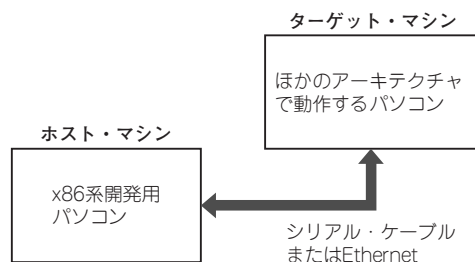 ターゲット・マシン
ほかのアーキテクチャ
で動作するパソコン
ホスト・マシン
x86系開発用
パソコン
シリアル・ケーブル
またはEthernet